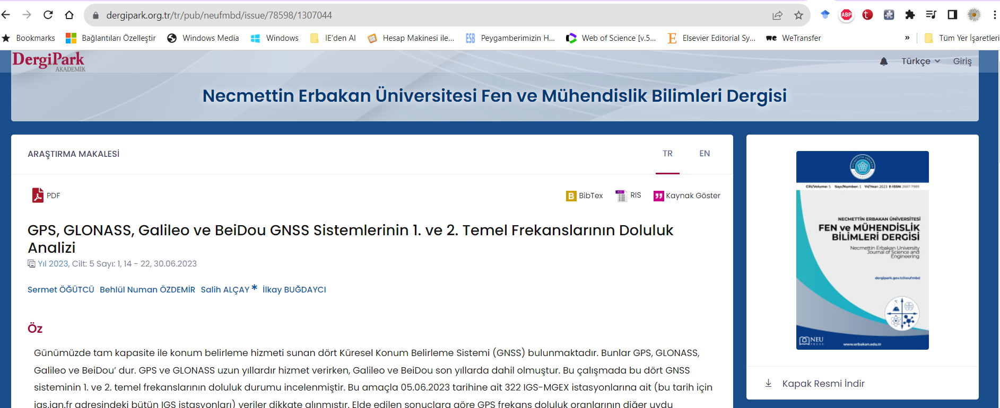 dergipark.org.tr/tr/pub/neufmbd/issue/78598/1307044
ABP
Bookmarks Bağlantıları Özelleştir Windows Media Windows IE'den Al Hesap Makinesi ile... ESB Peygamberimizin H... Web of Science [v.5... E Elsevier Editorial Sy... we WeTransfer » Tüm Yer İşaretleri
DergiPark
AKADEMİK
Türkçe Giriş
Necmettin Erbakan Üniversitesi Fen ve Mühendislik Bilimleri Dergisi
ARAŞTIRMA MAKALESİ TR EN
PDF B BibTex RIS Kaynak Göster
GPS, GLONASS, Galileo ve BeiDou GNSS Sistemlerinin 1. ve 2. Temel Frekanslarının Doluluk
Analizi
Yıl 2023, Cilt: 5 Sayı: 1, 14 - 22, 30.06.2023
Sermet ÖĞÜTCÜ Behlül Numan ÖZDEMİR Salih ALÇAY * İlkay BUĞDAYCI
Öz
Günümüzde tam kapasite ile konum belirleme hizmeti sunan dört Küresel Konum Belirleme Sistemi (GNSS) bulunmaktadır. Bunlar GPS, GLONASS,
Galileo ve BeiDou’ dur. GPS ve GLONASS uzun yıllardır hizmet verirken, Galileo ve BeiDou son yıllarda dahil olmuştur. Bu çalışmada bu dört GNSS
sisteminin 1. ve 2. temel frekanslarının doluluk durumu incelenmiştir. Bu amaçla 05.06.2023 tarihine ait 322 IGS-MGEX istasyonlarına ait (bu tarih için
igs.ign.fr adresindeki bütün IGS istasyonları) veriler dikkate alınmıştır. Elde edilen sonuçlara göre GPS frekans doluluk oranlarının diğer uydu
Cilt/Volume: 5 Sayı/Number: 1 Yıl/Year: 2023 E-ISSN: 2667-7989
NECMETTİN ERBAKAN ÜNİVERSİTESİ
FEN ve MÜHENDİSLİK
BİLİMLERİ DERGİSİ
Necmettin Erbakan University
Journal of Science and
Engineering
dergipark.gov.tr/neufmbd
NEU
PRESS
www.erbakan.edu.tr
Kapak Resmi İndir